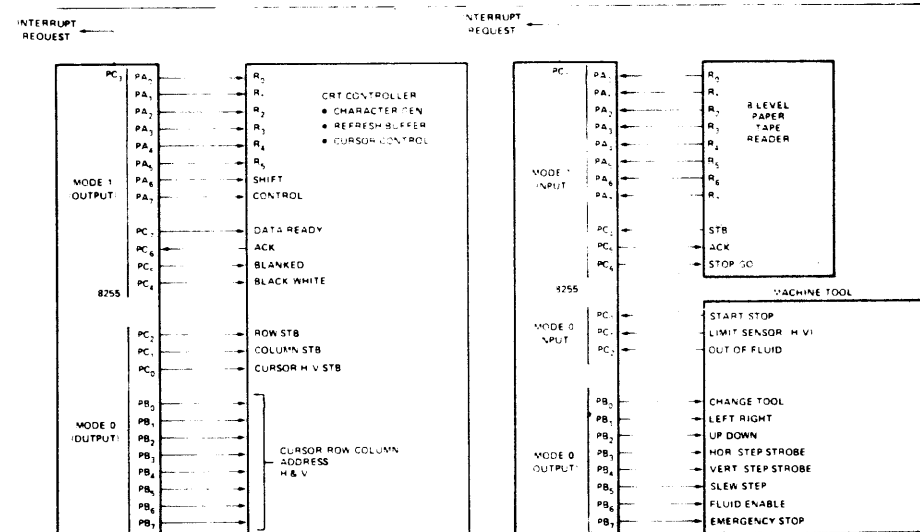 INTERRUPT
REQUEST
PC3 PA0 R0
PA1 R1
PA2 R2
PA3 R3
PA4 R4
PA5 R5
PA6 SHIFT
PA7 CONTROL
CRT CONTROLLER
• CHARACTER GEN
• REFRESH BUFFER
• CURSOR CONTROL
MODE 1
(OUTPUT)
PC7 DATA READY
PC6 ACK
PC5 BLANKED
PC4 BLACK WHITE
8255
PC2 ROW STB
PC1 COLUMN STB
PC0 CURSOR H V STB
MODE 0
(OUTPUT)
PB0
PB1
PB2
PB3
PB4
PB5
PB6
PB7
CURSOR ROW COLUMN
ADDRESS
H & V
INTERRUPT
REQUEST
PA0 R0
PA1 R1
PA2 R2
PA3 R3
PA4 R4
PA5 R5
PA6 R6
PA7 R7
8 LEVEL
PAPER
TAPE
READER
MODE 1
INPUT
STB
ACK
STOP GO
8255
MACHINE TOOL
MODE 0
INPUT
START STOP
LIMIT SENSOR (H V)
OUT OF FLUID
MODE 0
OUTPUT)
PB0 CHANGE TOOL
PB1 LEFT RIGHT
PB2 UP DOWN
PB3 HOR STEP STROBE
PB4 VERT STEP STROBE
PB5 SLEW STEP
PB6 FLUID ENABLE
PB7 EMERGENCY STOP